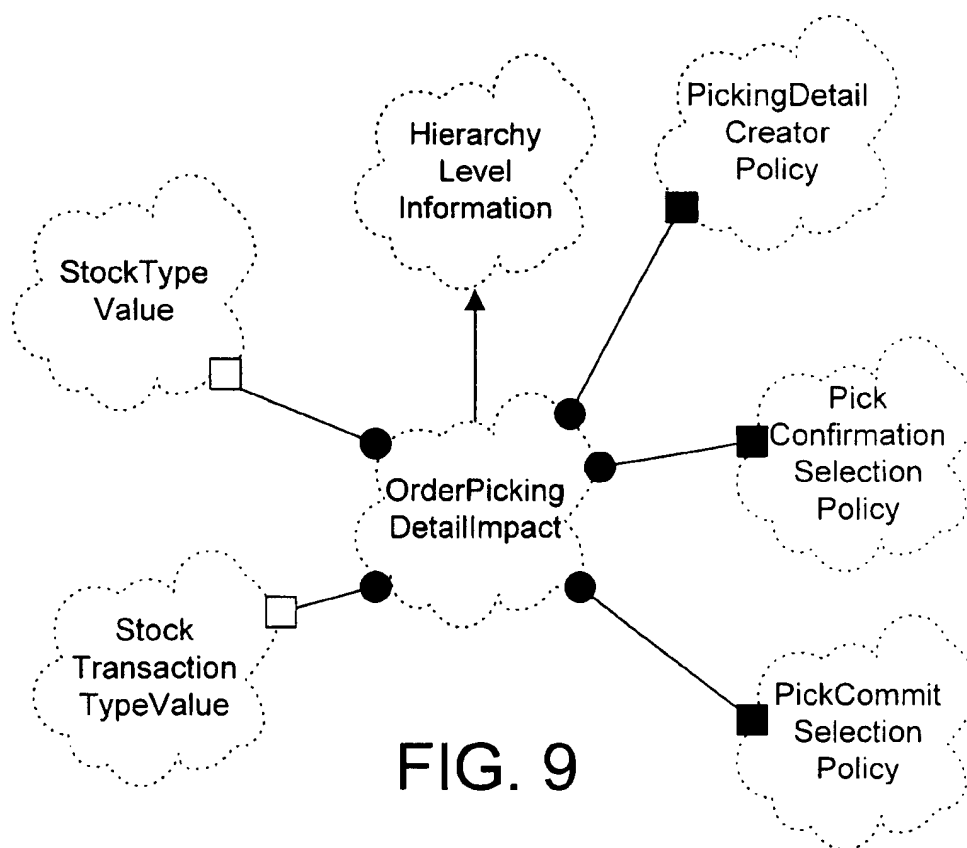 Hierarchy
Level
Information
PickingDetail
Creator
Policy
StockType
Value
Pick
Confirmation
Selection
Policy
OrderPicking
DetailImpact
Stock
Transaction
TypeValue
PickCommit
Selection
Policy
FIG. 9